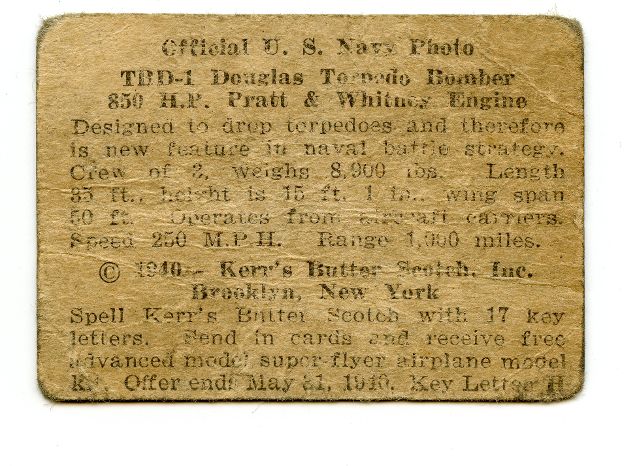 Official U. S. Navy Photo
TBD-1 Douglas Torpedo Bomber
850 H.P. Pratt & Whitney Engine
Designed to drop torpedoes and therefore
is new feature in naval battle strategy.
Crew of 3, weighs 8,900 lbs. Length
35 ft., height is 15 ft. 1 in., wing span
50 ft. Operates from aircraft carriers.
Speed 250 M.P.H. Range 1,000 miles.
© 1940 - Kerr's Butter Scotch, Inc.
Brooklyn, New York
Spell Kerr's Butter Scotch with 17 key
letters. Send in cards and receive free
advanced model super-flyer airplane model
kit. Offer ends May 31, 1940. Key Letter H